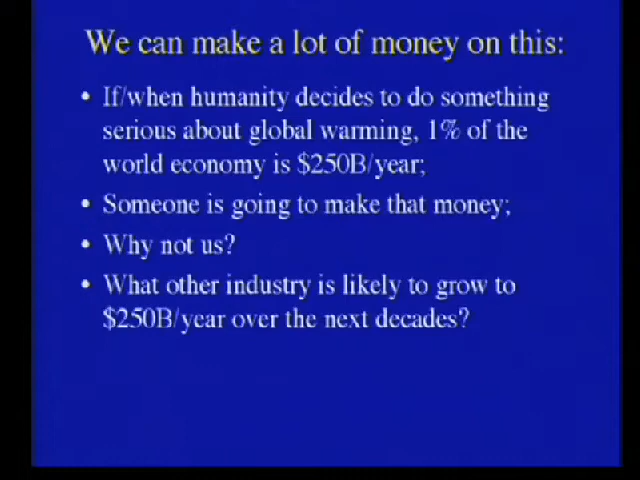 We can make a lot of money on this:
• If/when humanity decides to do something
serious about global warming, 1% of the
world economy is $250B/year;
• Someone is going to make that money;
• Why not us?
• What other industry is likely to grow to
$250B/year over the next decades?